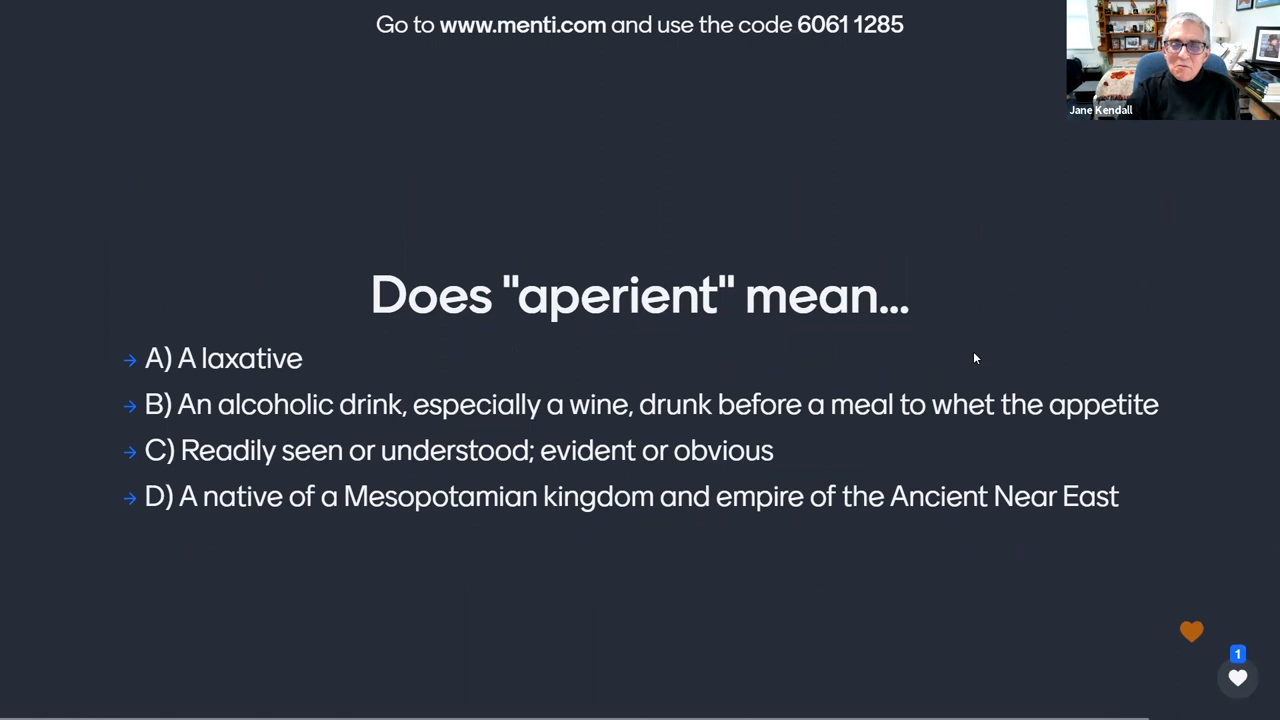 Go to www.menti.com and use the code 6061 1285
Jane Kendall
Does "aperient" mean...
→ A) A laxative
→ B) An alcoholic drink, especially a wine, drunk before a meal to whet the appetite
→ C) Readily seen or understood; evident or obvious
→ D) A native of a Mesopotamian kingdom and empire of the Ancient Near East
1